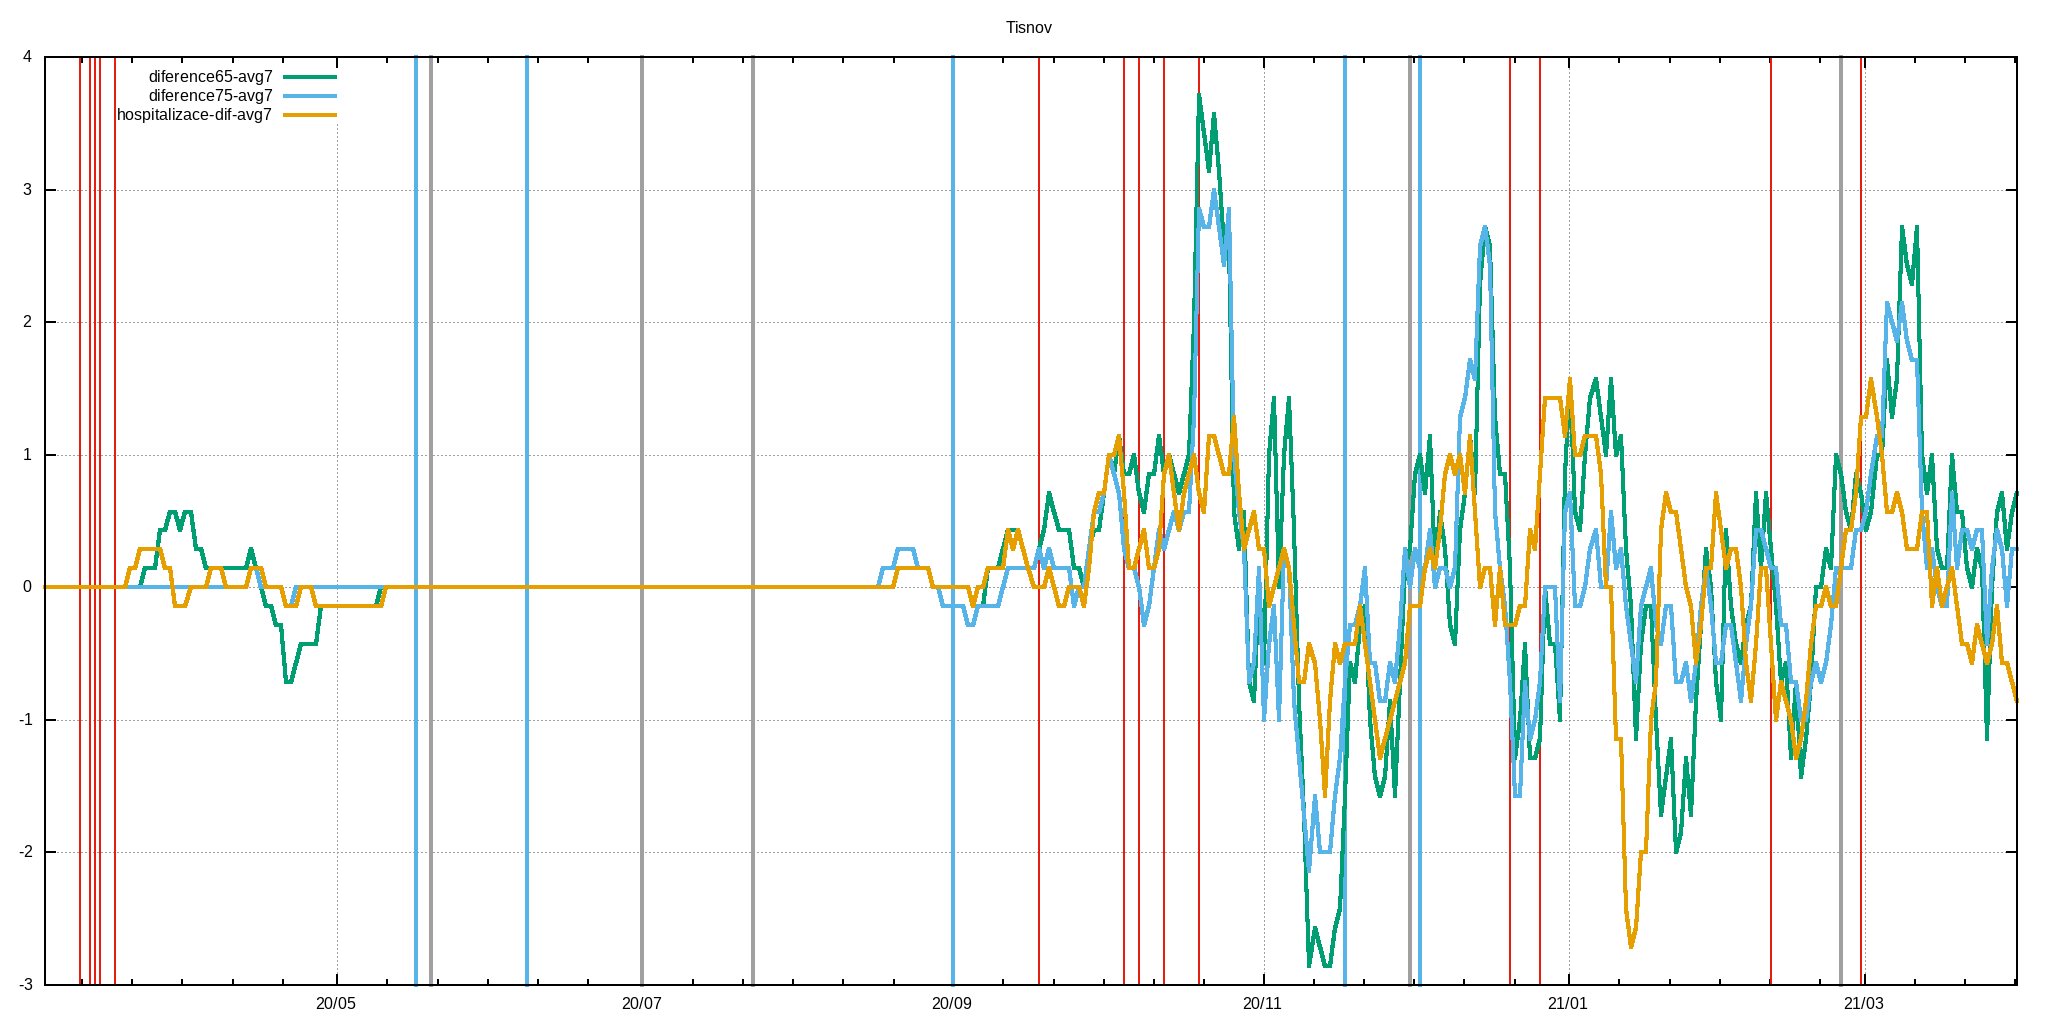 Tisnov
4
diference65-avg7
diference75-avg7
hospitalizace-dif-avg7
3
2
1
0
-1
-2
-3
20/05 20/07 20/09 20/11 21/01 21/03